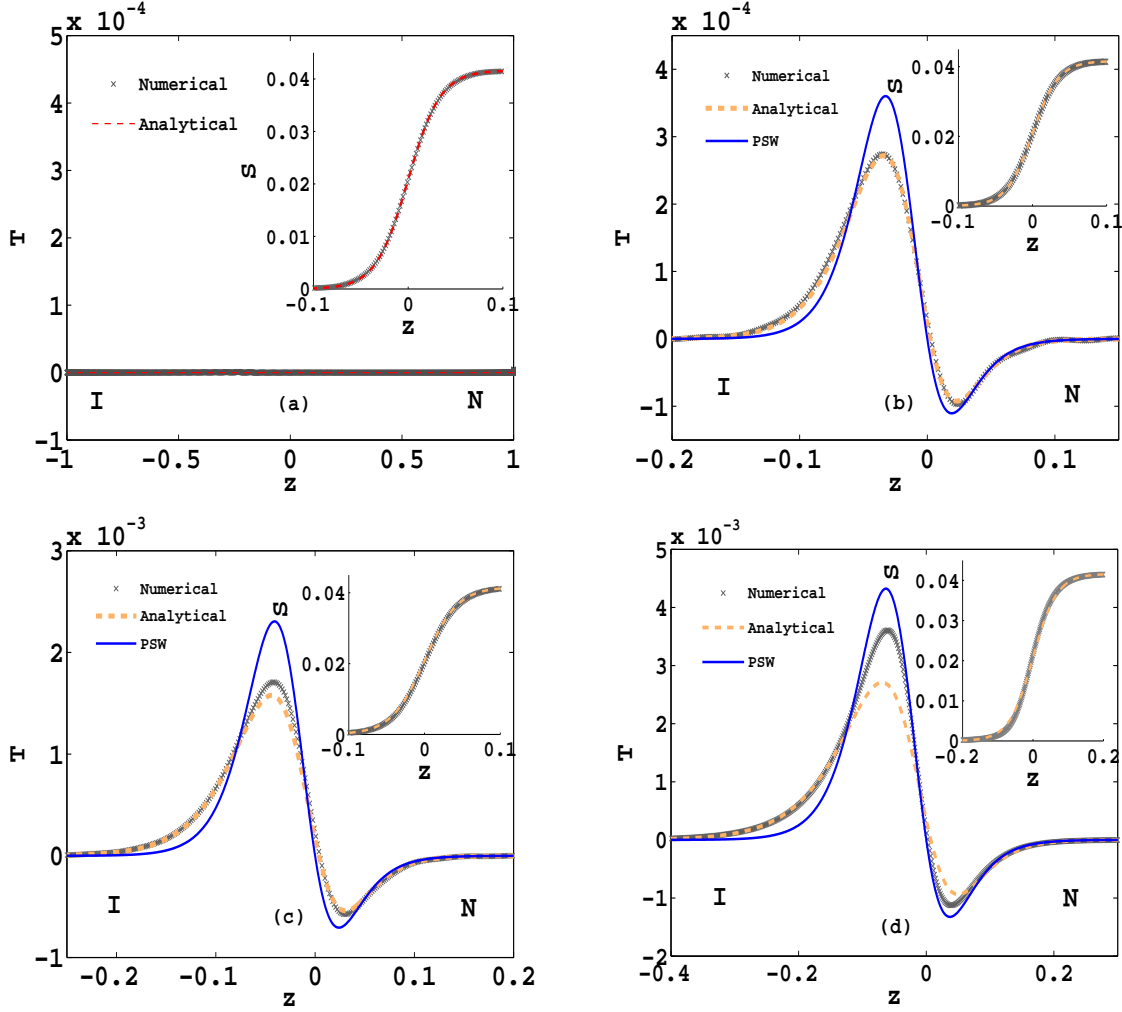 x 10⁻⁴
5
4
3
2
1
0
-1
T
Numerical
Analytical
S
0.04
0.03
0.02
0.01
0
-0.1
0
0.1
z
I
(a)
N
-1
-0.5
0
0.5
1
z
x 10⁻⁴
5
4
3
2
1
0
-1
T
Numerical
Analytical
PSW
S
0.04
0.02
0
-0.1
0
0.1
z
I
(b)
N
-0.2
-0.1
0
0.1
z
x 10⁻³
3
2
1
0
-1
T
Numerical
Analytical
PSW
S
0.04
0.02
0
-0.1
0
0.1
z
I
(c)
N
-0.2
-0.1
0
0.1
0.2
z
x 10⁻³
5
4
3
2
1
0
-1
-2
T
Numerical
Analytical
PSW
S
0.04
0.03
0.02
0.01
0
-0.2
0
0.2
z
I
(d)
N
-0.4
-0.2
0
0.2
z